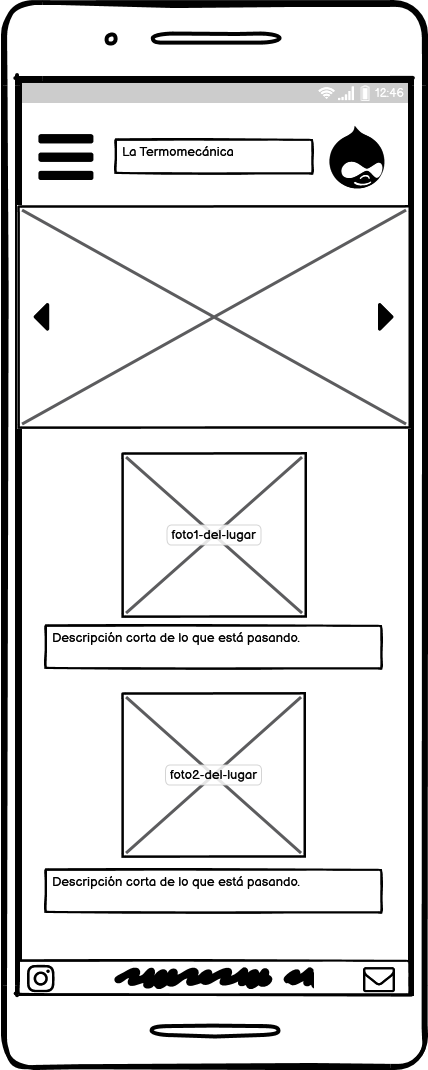 12:46
La Termomecánica
foto1-del-lugar
Descripción corta de lo que está pasando.
foto2-del-lugar
Descripción corta de lo que está pasando.